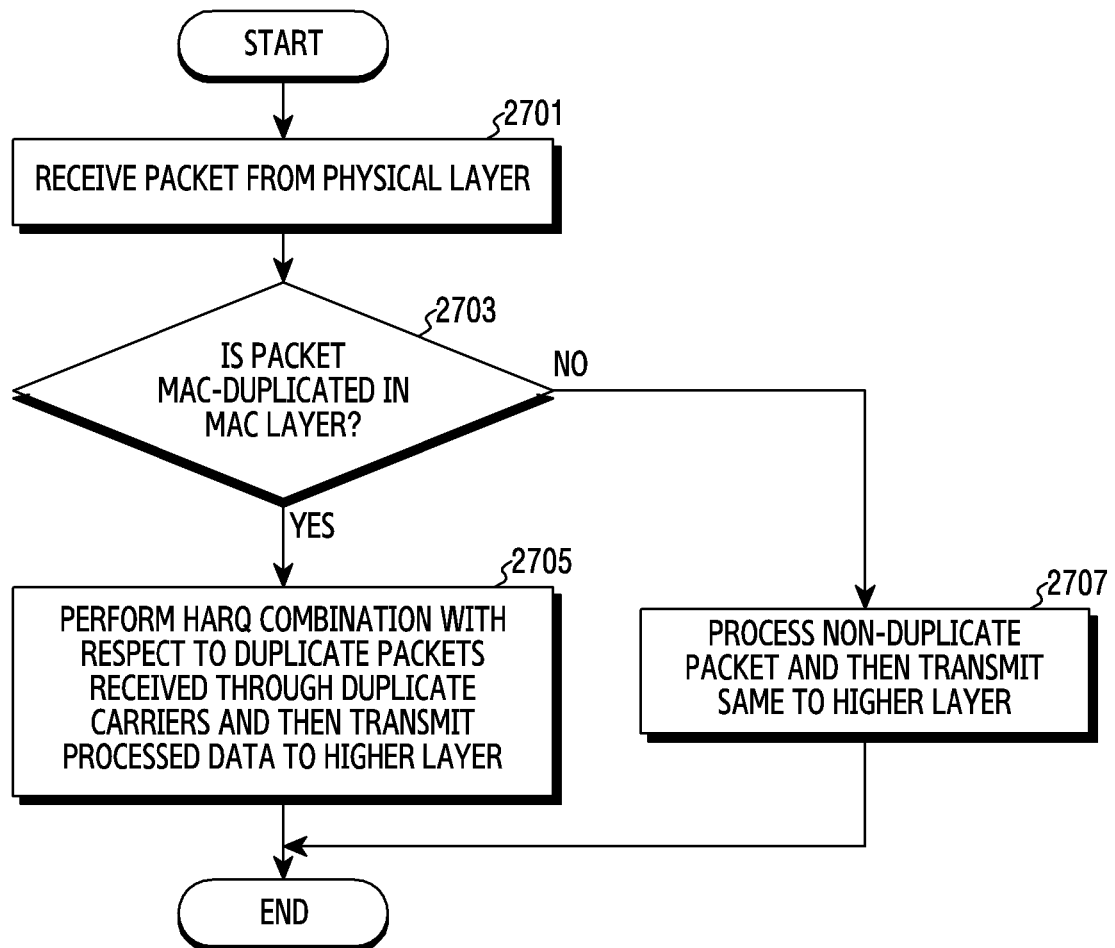 START
2701
RECEIVE PACKET FROM PHYSICAL LAYER
2703
IS PACKET
MAC-DUPLICATED IN
MAC LAYER?
NO
YES
2705
PERFORM HARQ COMBINATION WITH
RESPECT TO DUPLICATE PACKETS
RECEIVED THROUGH DUPLICATE
CARRIERS AND THEN TRANSMIT
PROCESSED DATA TO HIGHER LAYER
2707
PROCESS NON-DUPLICATE
PACKET AND THEN TRANSMIT
SAME TO HIGHER LAYER
END